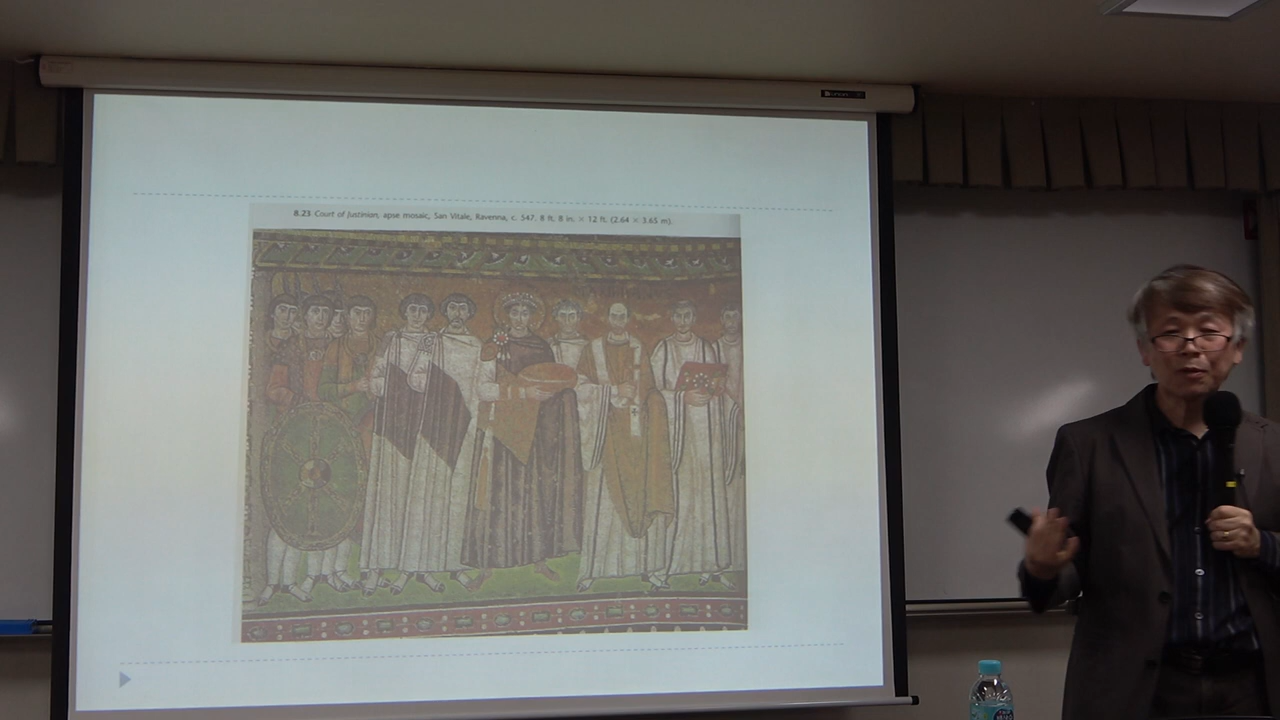 8.23 Court of Justinian, apse mosaic, San Vitale, Ravenna, c. 547. 8 ft. 8 in. × 12 ft. (2.64 × 3.65 m).